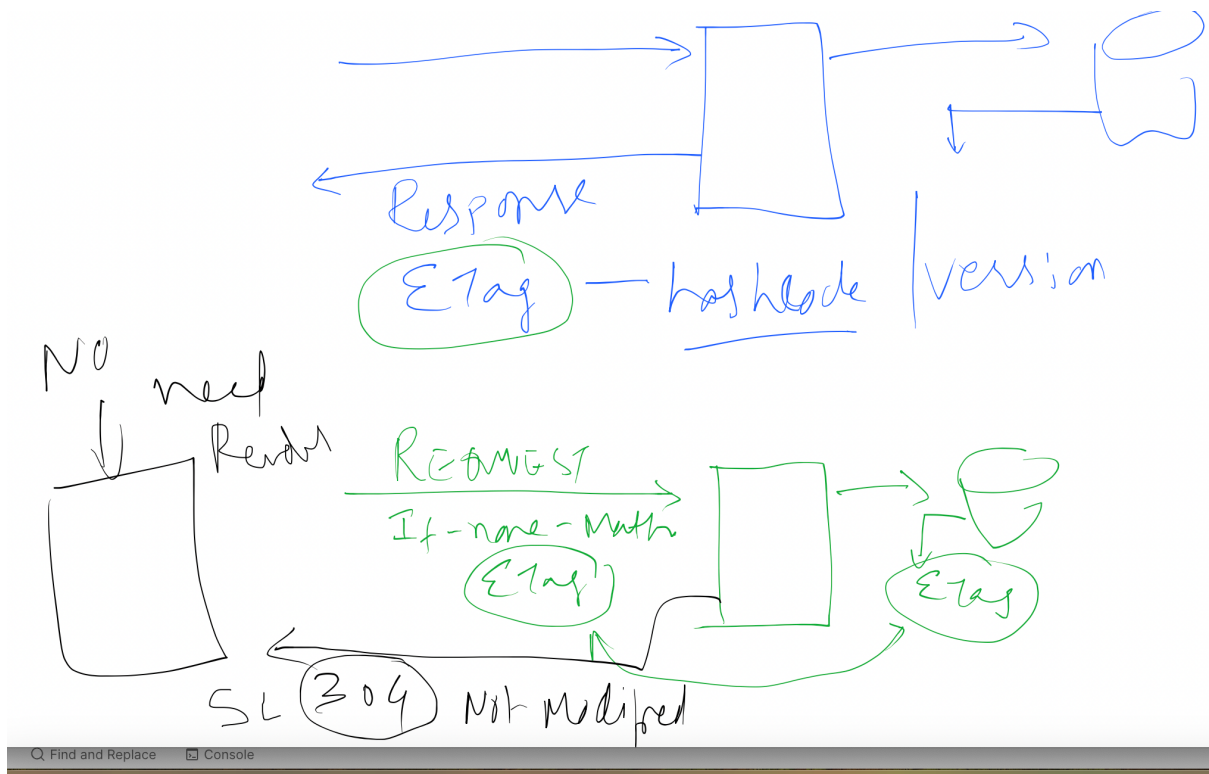 Response
ETag — hashcode | version
NO
need
Render
REQUEST
If-none-Match
ETag
ETag
SC 304 Not Modified
Find and Replace Console